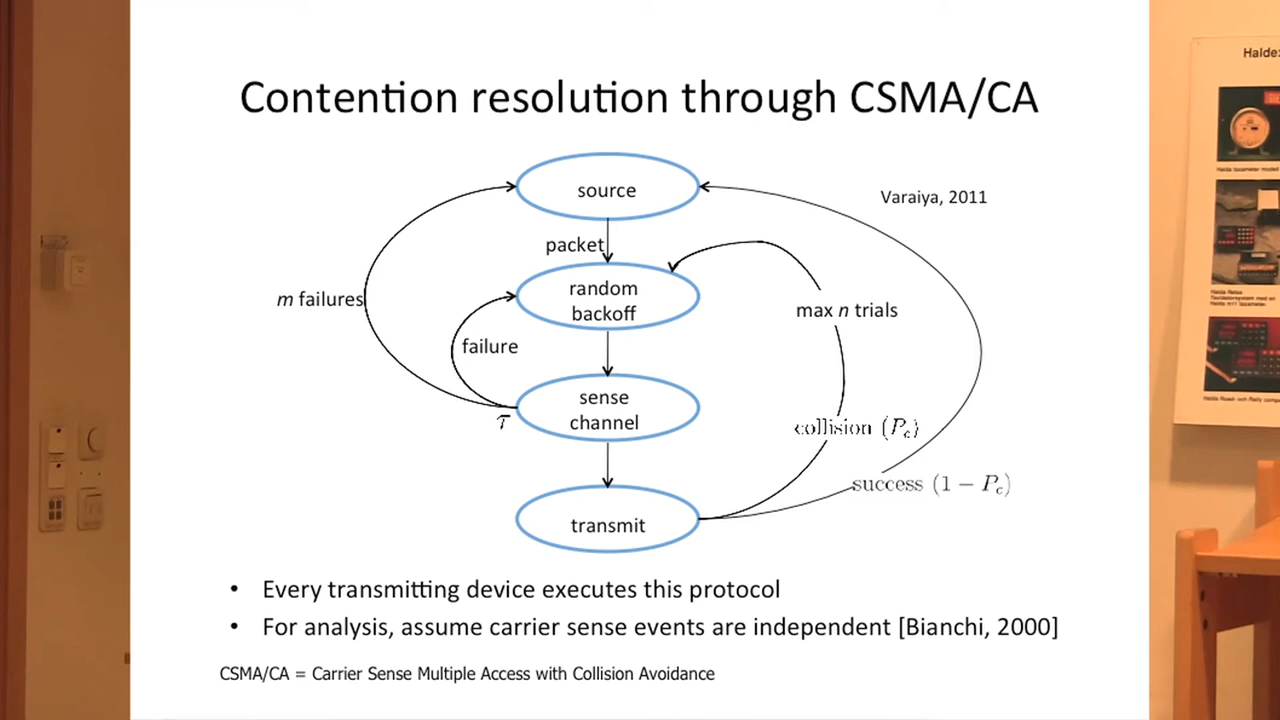 Contention resolution through CSMA/CA
source
Varaiya, 2011
packet
random
backoff
m failures
max n trials
failure
sense
channel
τ
collision (Pc)
success (1 − Pc)
transmit
• Every transmitting device executes this protocol
• For analysis, assume carrier sense events are independent [Bianchi, 2000]
CSMA/CA = Carrier Sense Multiple Access with Collision Avoidance